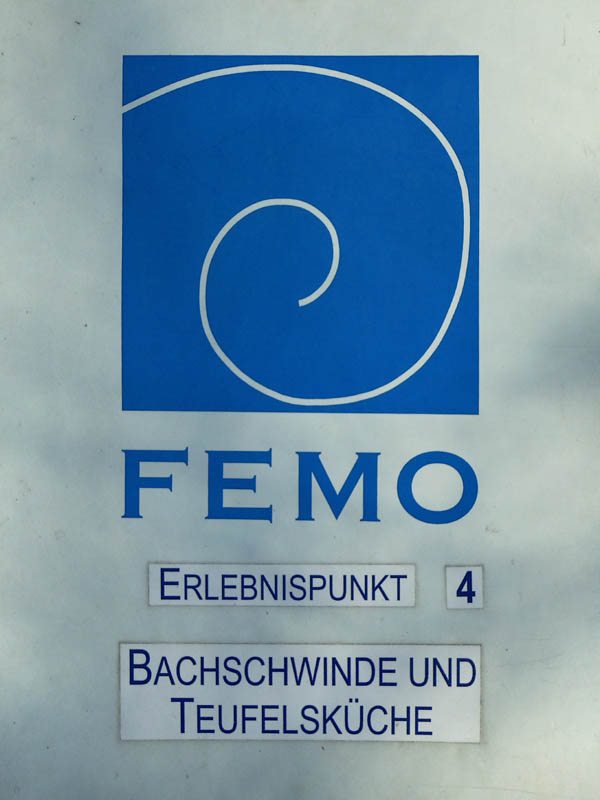 FEMO
ERLEBNISPUNKT 4
BACHSCHWINDE UND
TEUFELSKÜCHE